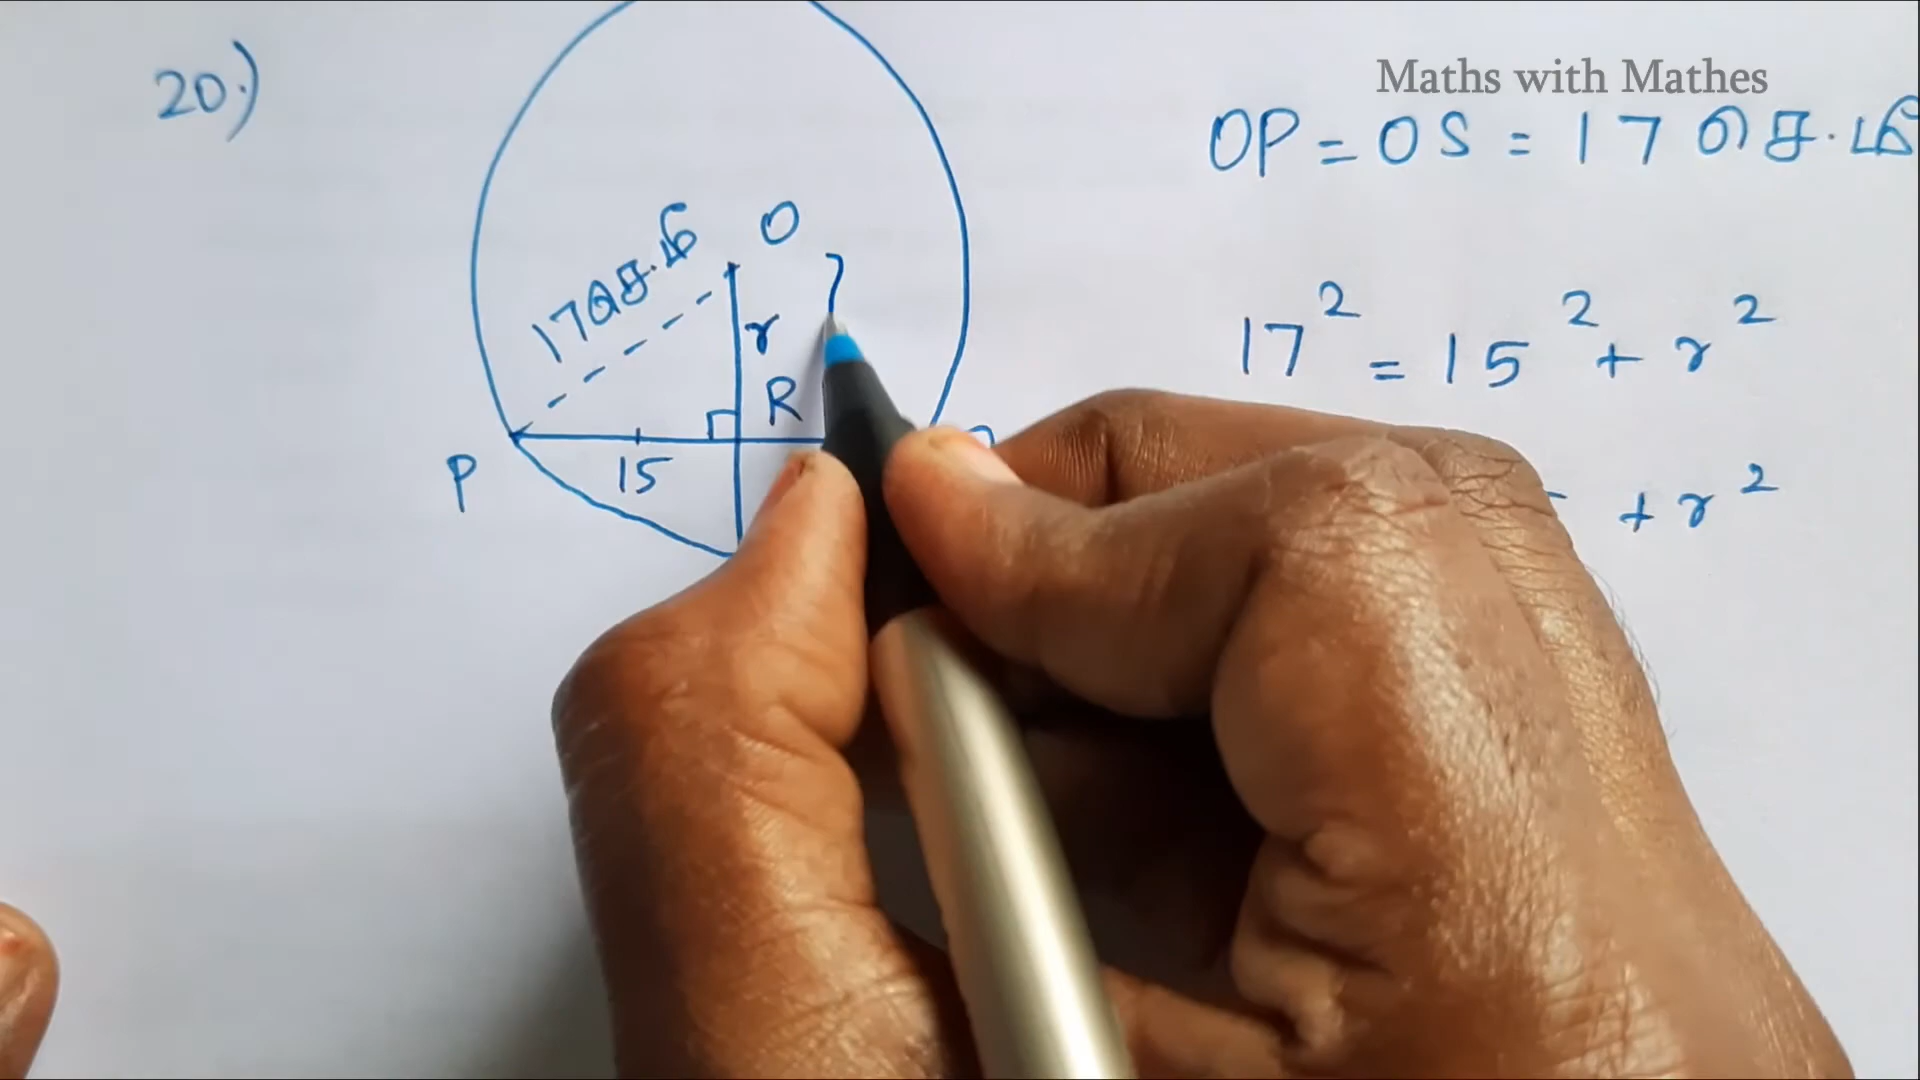 Maths with Mathes
20.)
OP = OS = 17 செ.மீ
O
17செ.மீ
r
17² = 15² + r²
R
P
15
+ r²